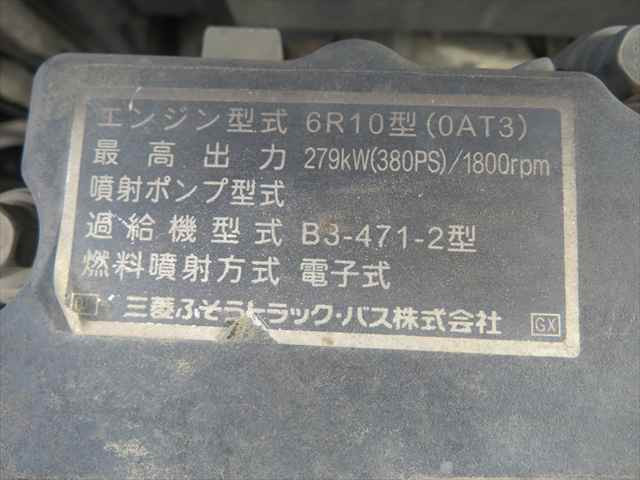 エンジン型式 6R10型(0AT3)
最高出力 279kW(380PS)/1800rpm
噴射ポンプ型式
過給機型式 B3-471-2型
燃料噴射方式 電子式
三菱ふそうトラック・バス株式会社 GX